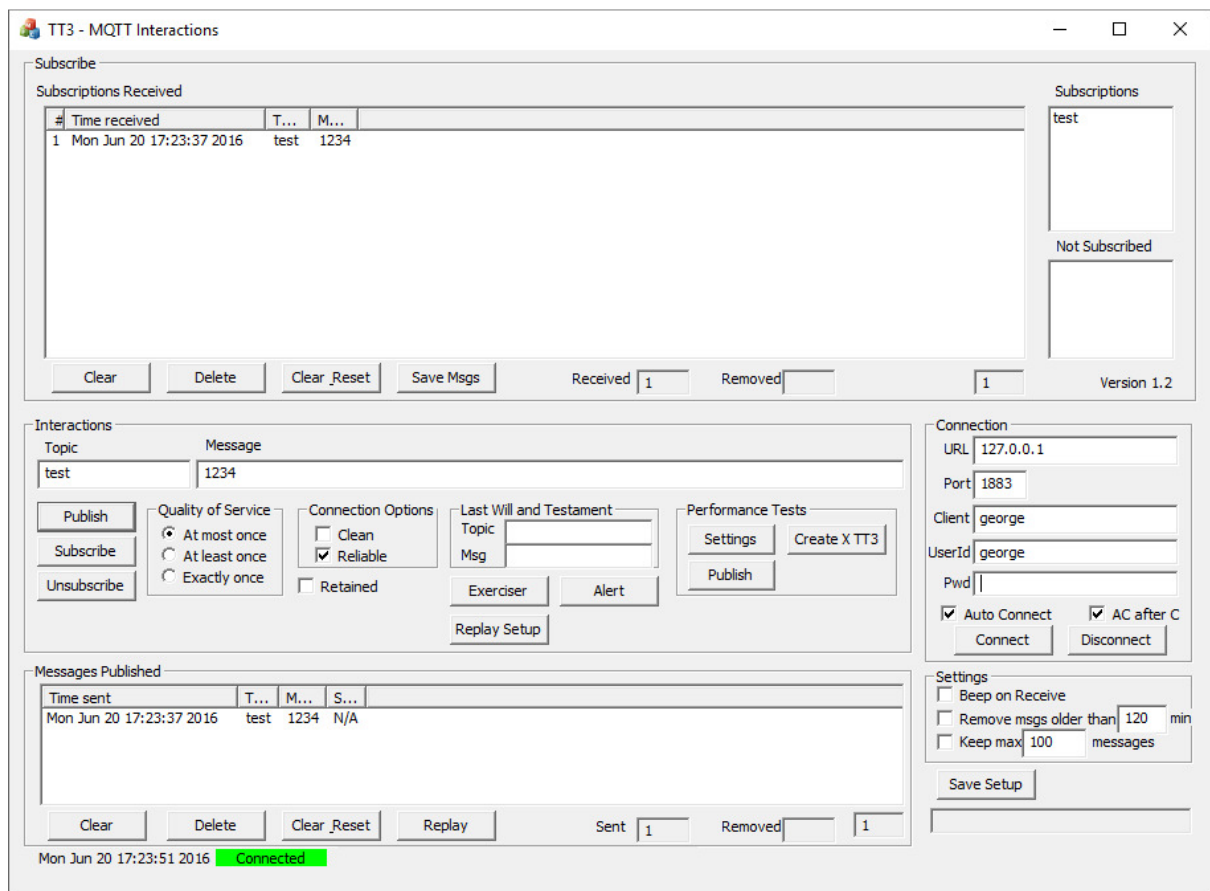 TT3 - MQTT Interactions
Subscribe
Subscriptions Received
Subscriptions
# Time received T... M...
1 Mon Jun 20 17:23:37 2016 test 1234
test
Not Subscribed
Clear Delete Clear_Reset Save Msgs Received 1 Removed 1 Version 1.2
Interactions
Topic Message
test 1234
Publish
Subscribe
Unsubscribe
Quality of Service
At most once
At least once
Exactly once
Connection Options
Clean
Reliable
Retained
Last Will and Testament
Topic
Msg
Exerciser Alert
Replay Setup
Performance Tests
Settings Create X TT3
Publish
Connection
URL 127.0.0.1
Port 1883
Client george
UserId george
Pwd
Auto Connect AC after C
Connect Disconnect
Messages Published
Time sent T... M... S...
Mon Jun 20 17:23:37 2016 test 1234 N/A
Clear Delete Clear_Reset Replay Sent 1 Removed 1
Settings
Beep on Receive
Remove msgs older than 120 min
Keep max 100 messages
Save Setup
Mon Jun 20 17:23:51 2016 Connected